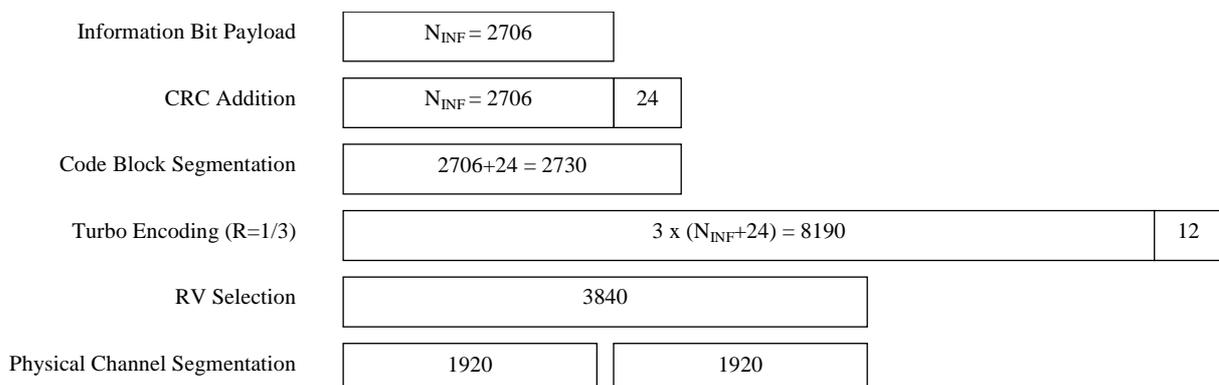 Information Bit Payload
N_INF = 2706
CRC Addition
N_INF = 2706 24
Code Block Segmentation
2706+24 = 2730
Turbo Encoding (R=1/3)
3 x (N_INF+24) = 8190 12
RV Selection
3840
Physical Channel Segmentation
1920 1920